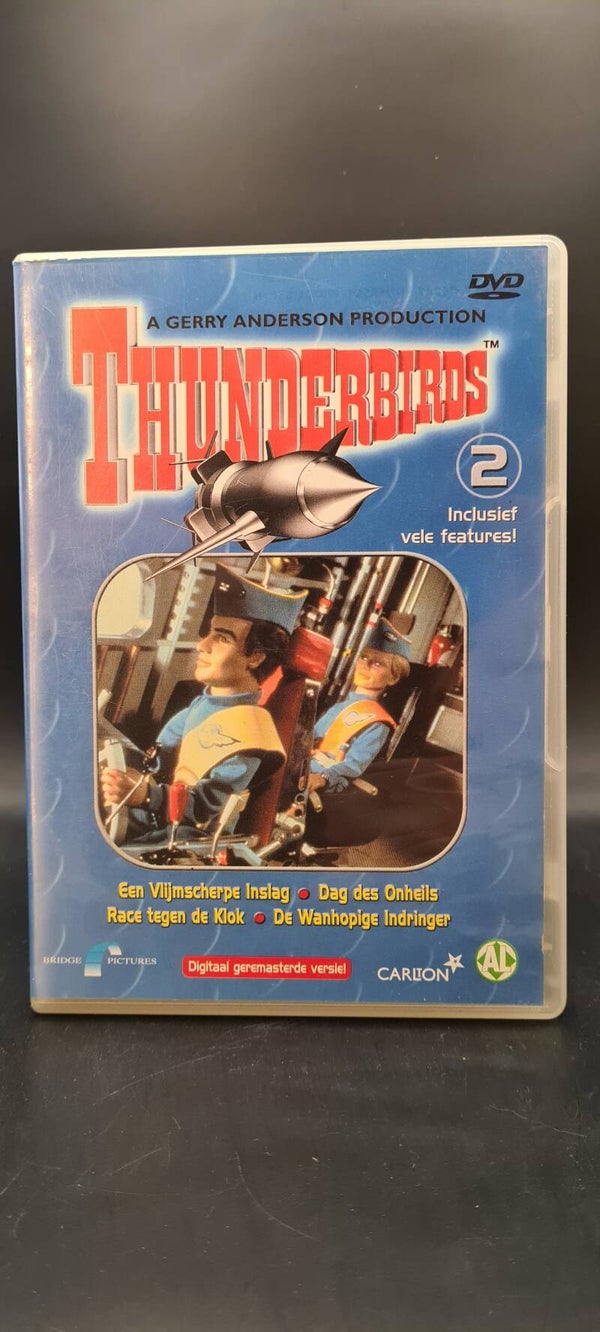 DVD
A GERRY ANDERSON PRODUCTION
THUNDERBIRDS™
2
Inclusief
vele features!
Een Vlijmscherpe Inslag • Dag des Onheils
Race tegen de Klok • De Wanhopige Indringer
BRIDGE PICTURES
Digitaal geremasterde versie!
CARLTON
AL